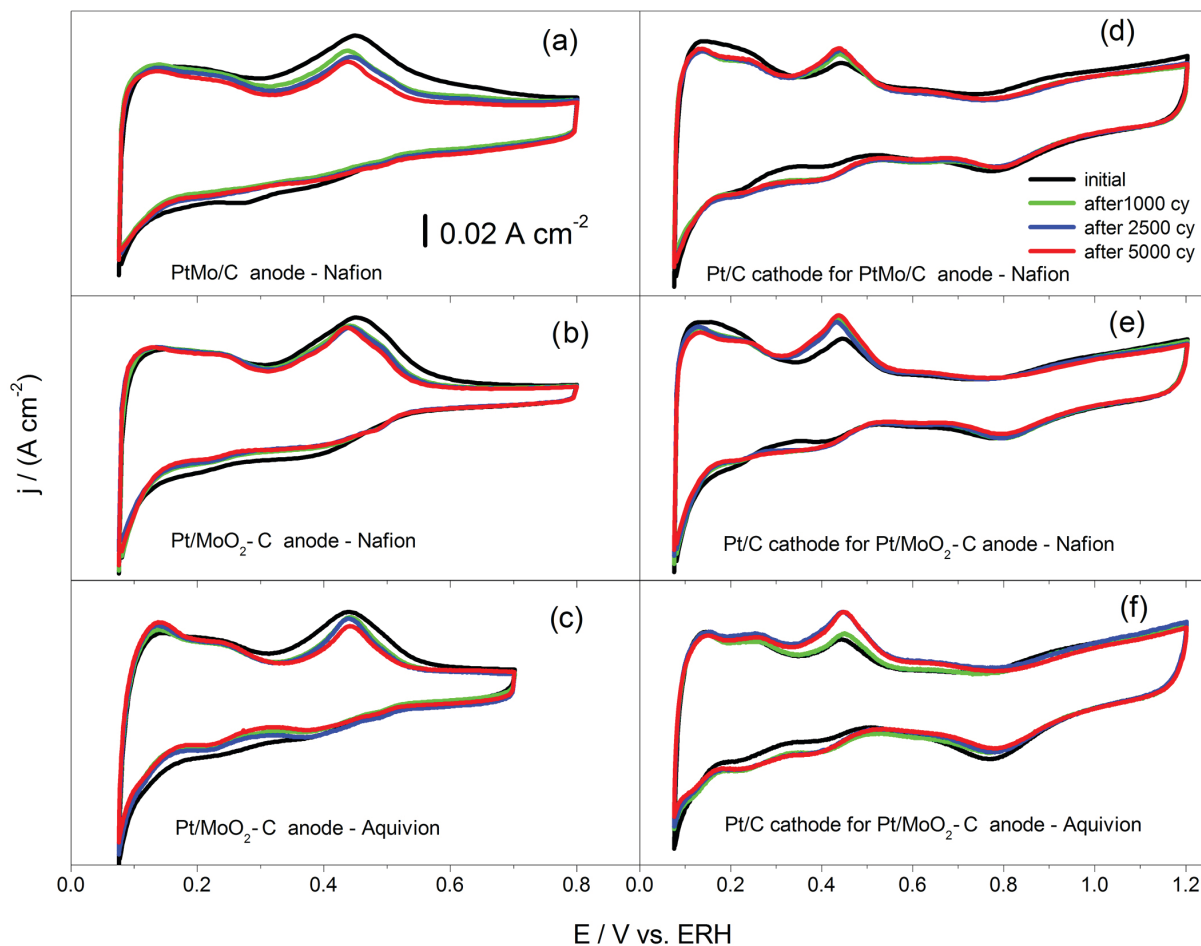 (a)
0.02 A cm-2
PtMo/C anode - Nafion
(d)
initial
after1000 cy
after 2500 cy
after 5000 cy
Pt/C cathode for PtMo/C anode - Nafion
(b)
Pt/MoO2- C anode - Nafion
(e)
Pt/C cathode for Pt/MoO2- C anode - Nafion
(c)
Pt/MoO2- C anode - Aquivion
(f)
Pt/C cathode for Pt/MoO2- C anode - Aquivion
j / (A cm-2)
0.0 0.2 0.4 0.6 0.8
0.0 0.2 0.4 0.6 0.8 1.0 1.2
E / V vs. ERH